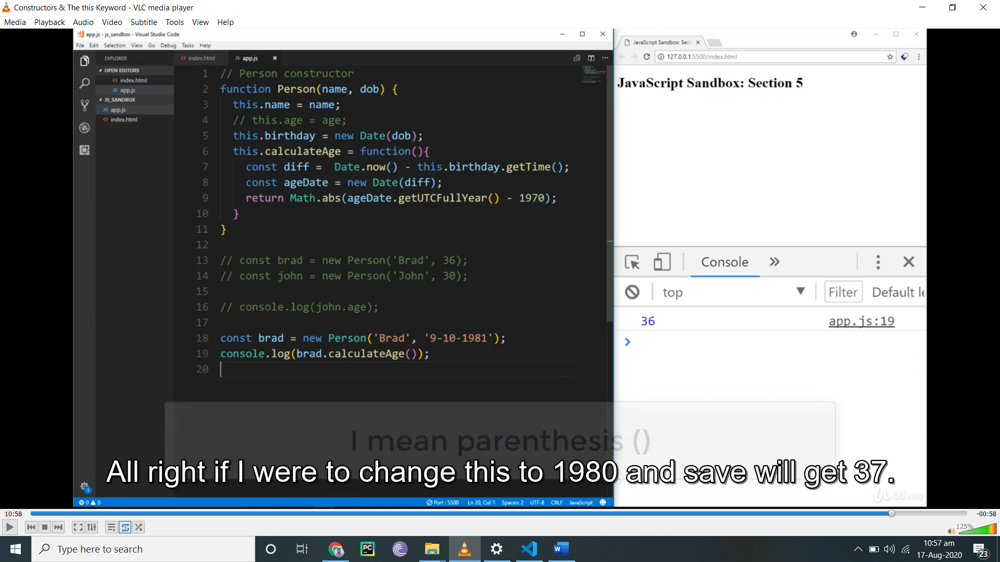 Constructors & The this Keyword - VLC media player
Media Playback Audio Video Subtitle Tools View Help
app.js - js_sandbox - Visual Studio Code
File Edit Selection View Go Debug Tasks Help
EXPLORER
OPEN EDITORS
index.html
JS app.js
JS_SANDBOX
JS app.js
index.html
index.html JS app.js
1 // Person constructor
2 function Person(name, dob) {
3 this.name = name;
4 // this.age = age;
5 this.birthday = new Date(dob);
6 this.calculateAge = function(){
7 const diff =  Date.now() - this.birthday.getTime();
8 const ageDate = new Date(diff);
9 return Math.abs(ageDate.getUTCFullYear() - 1970);
10 }
11 }
12
13 // const brad = new Person('Brad', 36);
14 // const john = new Person('John', 30);
15
16 // console.log(john.age);
17
18 const brad = new Person('Brad', '9-10-1981');
19 console.log(brad.calculateAge());
20
1
0 0 Port : 5500 Ln 20, Col 1 Spaces: 2 UTF-8 CRLF JavaScript
JavaScript Sandbox: Sect
127.0.0.1:5500/index.html
JavaScript Sandbox: Section 5
Console
top Filter Default le
36 app.js:19
I mean parenthesis ()
All right if I were to change this to 1980 and save will get 37.
Udemy
10:58 -00:58
125%
Type here to search
PC
W
10:57 am
17-Aug-2020
23